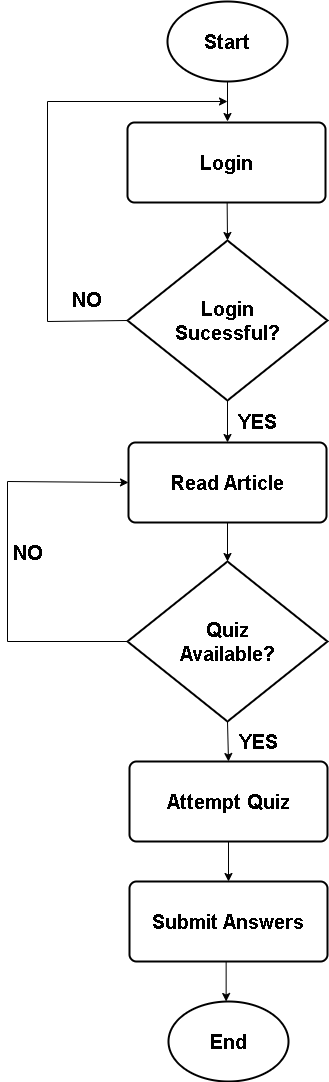 Start
Login
Login
Sucessful?
NO
YES
Read Article
NO
Quiz
Available?
YES
Attempt Quiz
Submit Answers
End